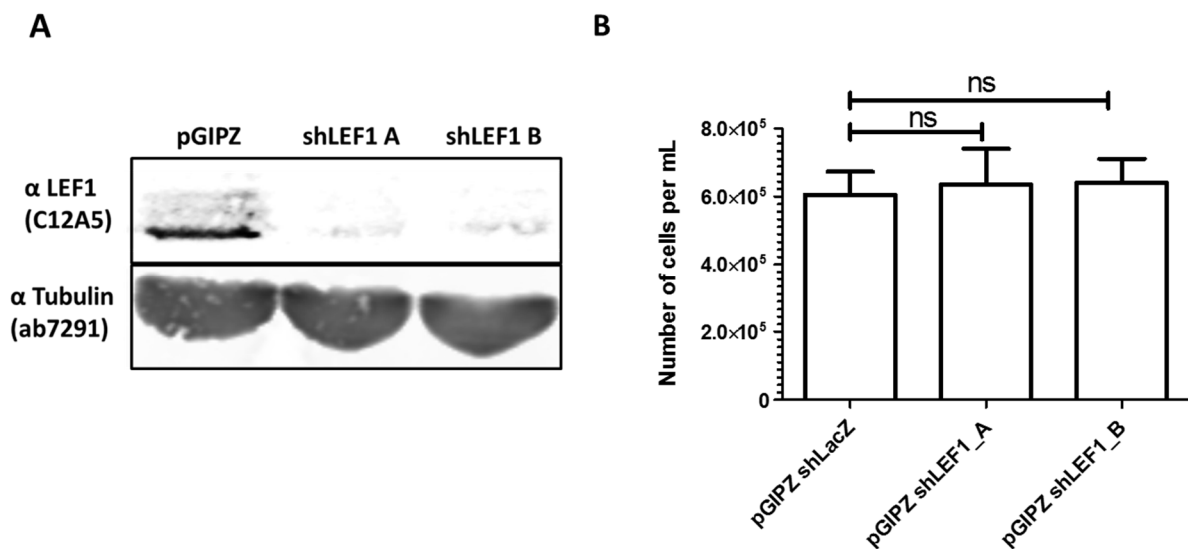 A
pGIPZ shLEF1 A shLEF1 B
α LEF1
(C12A5)
α Tubulin
(ab7291)
B
ns
ns
Number of cells per mL
8.0×10⁵
6.0×10⁵
4.0×10⁵
2.0×10⁵
0
pGIPZ shLacZ
pGIPZ shLEF1_A
pGIPZ shLEF1_B